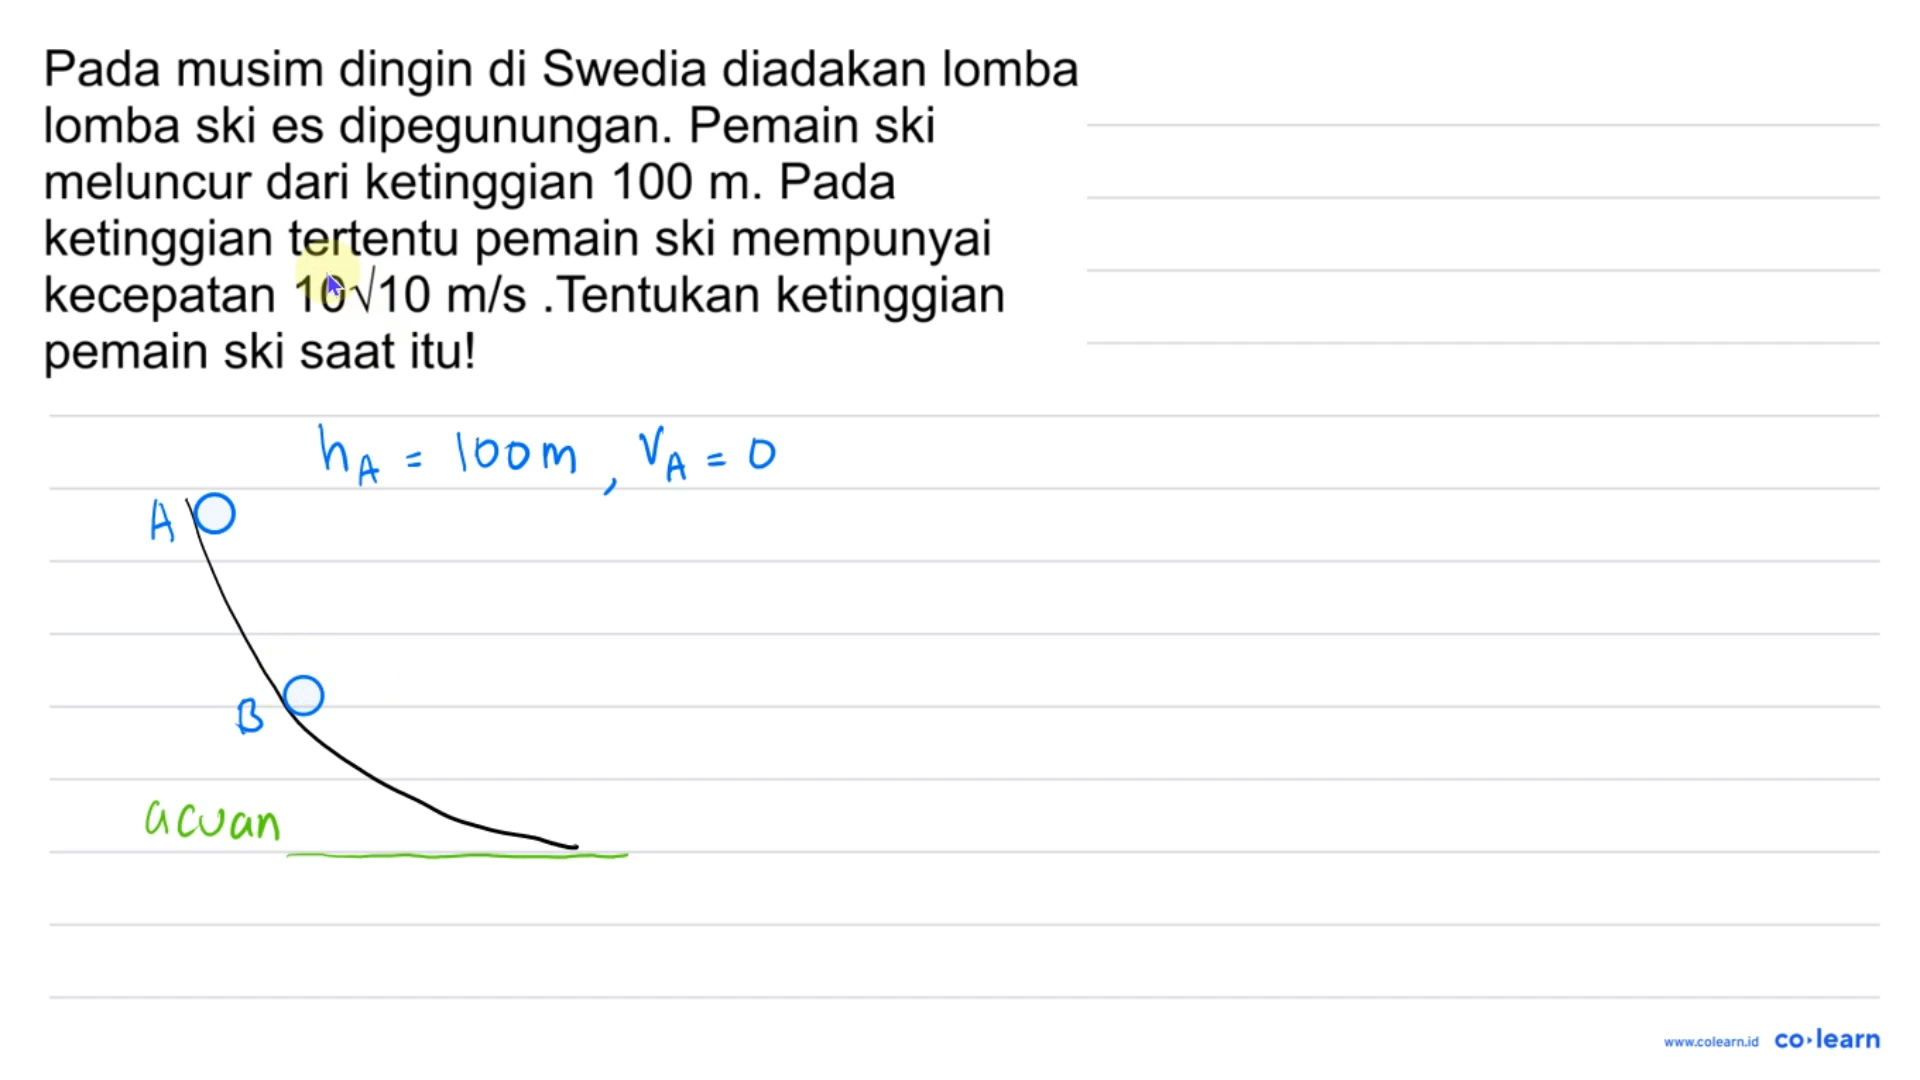 Pada musim dingin di Swedia diadakan lomba
lomba ski es dipegunungan. Pemain ski
meluncur dari ketinggian 100 m. Pada
ketinggian tertentu pemain ski mempunyai
kecepatan 10√10 m/s .Tentukan ketinggian
pemain ski saat itu!
hA = 100 m, vA = 0
A
B
acuan
www.colearn.id co·learn